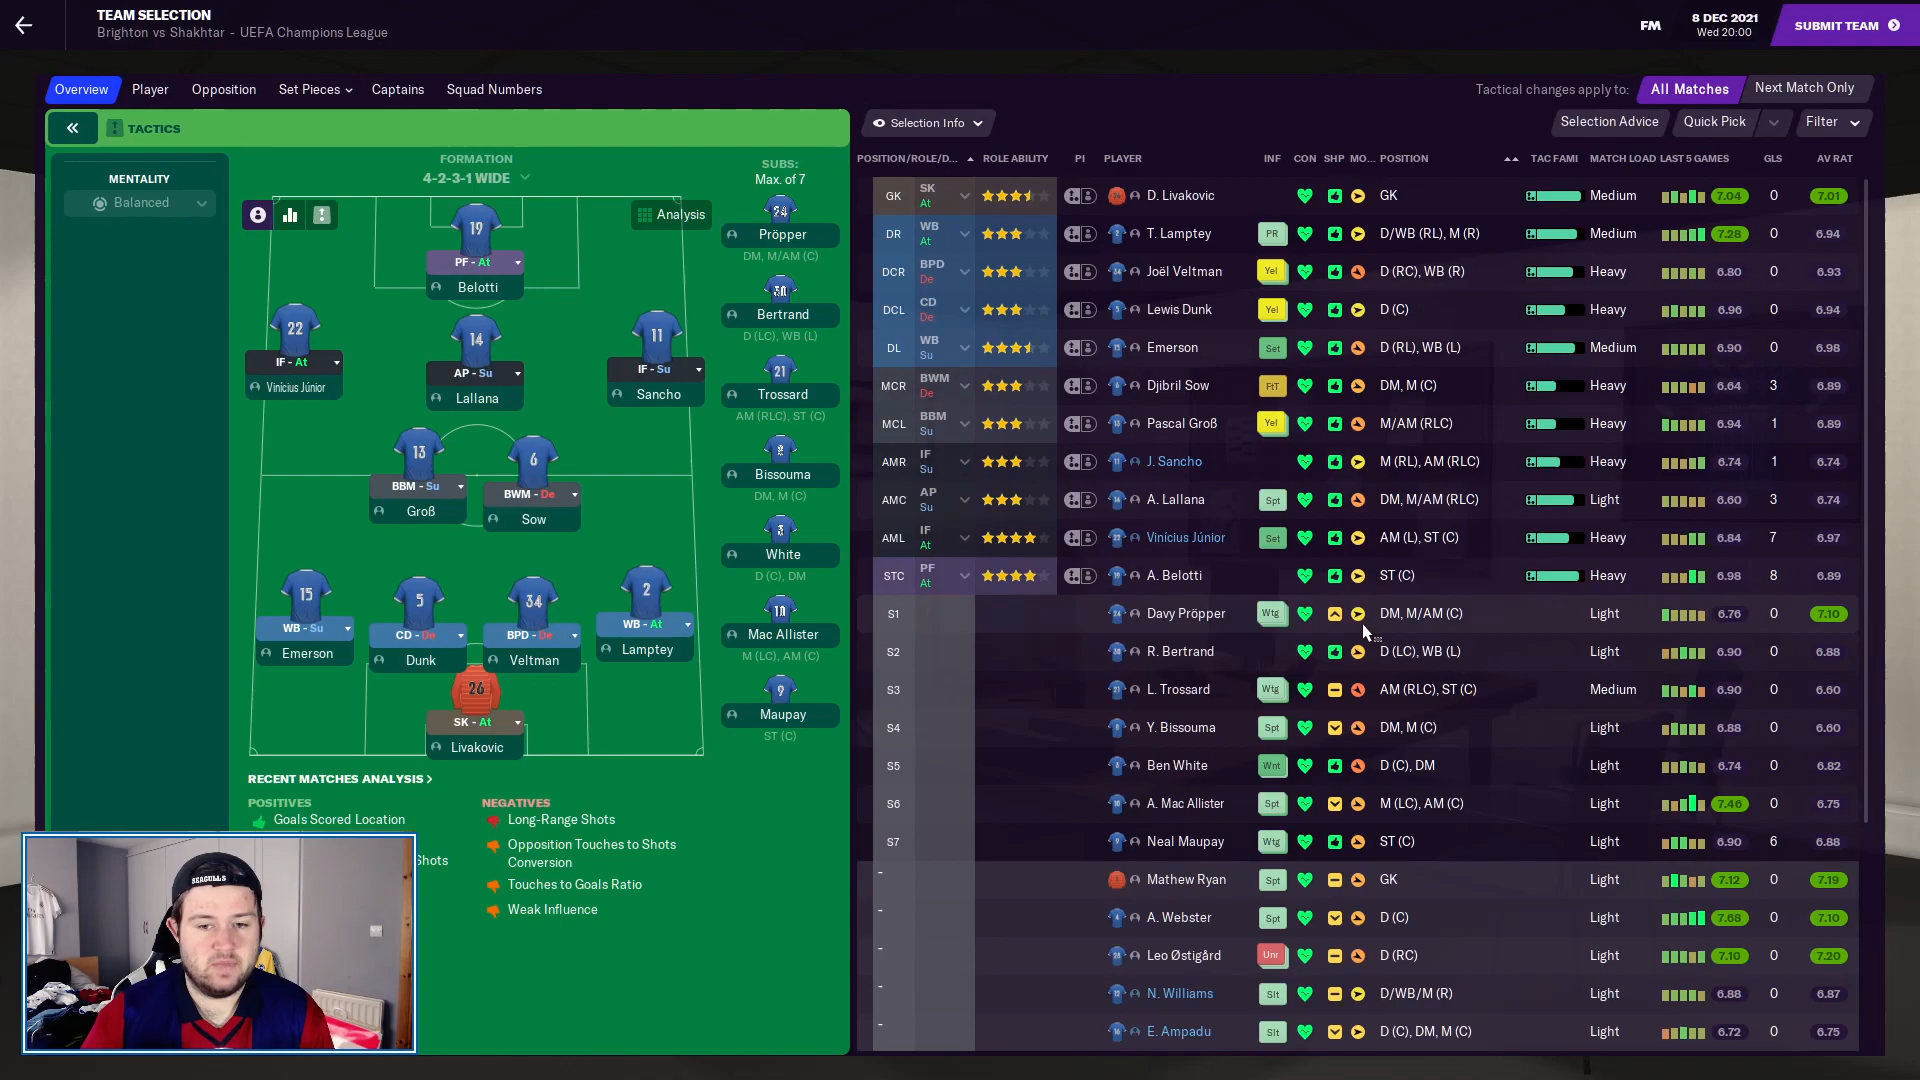 TEAM SELECTION
Brighton vs Shakhtar - UEFA Champions League
FM
8 DEC 2021
Wed 20:00
SUBMIT TEAM
Overview Player Opposition Set Pieces Captains Squad Numbers
Tactical changes apply to: All Matches Next Match Only
TACTICS
MENTALITY
Balanced
FORMATION
4-2-3-1 WIDE
Analysis
19
PF - At
Belotti
22
IF - At
Vinícius Júnior
14
AP - Su
Lallana
11
IF - Su
Sancho
13
BBM - Su
Groß
6
BWM - De
Sow
15
WB - Su
Emerson
5
CD - De
Dunk
34
BPD - De
Veltman
2
WB - At
Lamptey
26
SK - At
Livakovic
SUBS:
Max. of 7
24
Pröpper
DM, M/AM (C)
30
Bertrand
D (LC), WB (L)
21
Trossard
AM (RLC), ST (C)
Bissouma
DM, M (C)
3
White
D (C), DM
10
Mac Allister
M (LC), AM (C)
9
Maupay
ST (C)
RECENT MATCHES ANALYSIS >
POSITIVES
Goals Scored Location
Shots
NEGATIVES
Long-Range Shots
Opposition Touches to Shots
Conversion
Touches to Goals Ratio
Weak Influence
SEAGULLS
Selection Info
Selection Advice Quick Pick Filter
POSITION/ROLE/D... ROLE ABILITY PI PLAYER INF CON SHP MO... POSITION TAC FAMI MATCH LOAD LAST 5 GAMES GLS AV RAT
GK SK At D. Livakovic GK Medium 7.04 0 7.01
DR WB At T. Lamptey PR D/WB (RL), M (R) Medium 7.28 0 6.94
DCR BPD De Joël Veltman Yel D (RC), WB (R) Heavy 6.80 0 6.93
DCL CD De Lewis Dunk Yel D (C) Heavy 6.96 0 6.94
DL WB Su Emerson Set D (RL), WB (L) Medium 6.90 0 6.98
MCR BWM De Djibril Sow FtT DM, M (C) Heavy 6.64 3 6.89
MCL BBM Su Pascal Groß Yel M/AM (RLC) Heavy 6.94 1 6.89
AMR IF Su J. Sancho M (RL), AM (RLC) Heavy 6.74 1 6.74
AMC AP Su A. Lallana Spt DM, M/AM (RLC) Light 6.60 3 6.74
AML IF At Vinícius Júnior Set AM (L), ST (C) Heavy 6.84 7 6.97
STC PF At A. Belotti ST (C) Heavy 6.98 8 6.89
S1 Davy Pröpper Wtg DM, M/AM (C) Light 6.76 0 7.10
S2 R. Bertrand D (LC), WB (L) Light 6.90 0 6.88
S3 L. Trossard Wtg AM (RLC), ST (C) Medium 6.90 0 6.60
S4 Y. Bissouma Spt DM, M (C) Light 6.88 0 6.60
S5 Ben White Wnt D (C), DM Light 6.74 0 6.82
S6 A. Mac Allister Spt M (LC), AM (C) Light 7.46 0 6.75
S7 Neal Maupay Wtg ST (C) Light 6.90 6 6.88
- Mathew Ryan Spt GK Light 7.12 0 7.19
- A. Webster Spt D (C) Light 7.68 0 7.10
- Leo Østigård Unr D (RC) Light 7.10 0 7.20
- N. Williams Slt D/WB/M (R) Light 6.88 0 6.87
- E. Ampadu Slt D (C), DM, M (C) Light 6.72 0 6.75